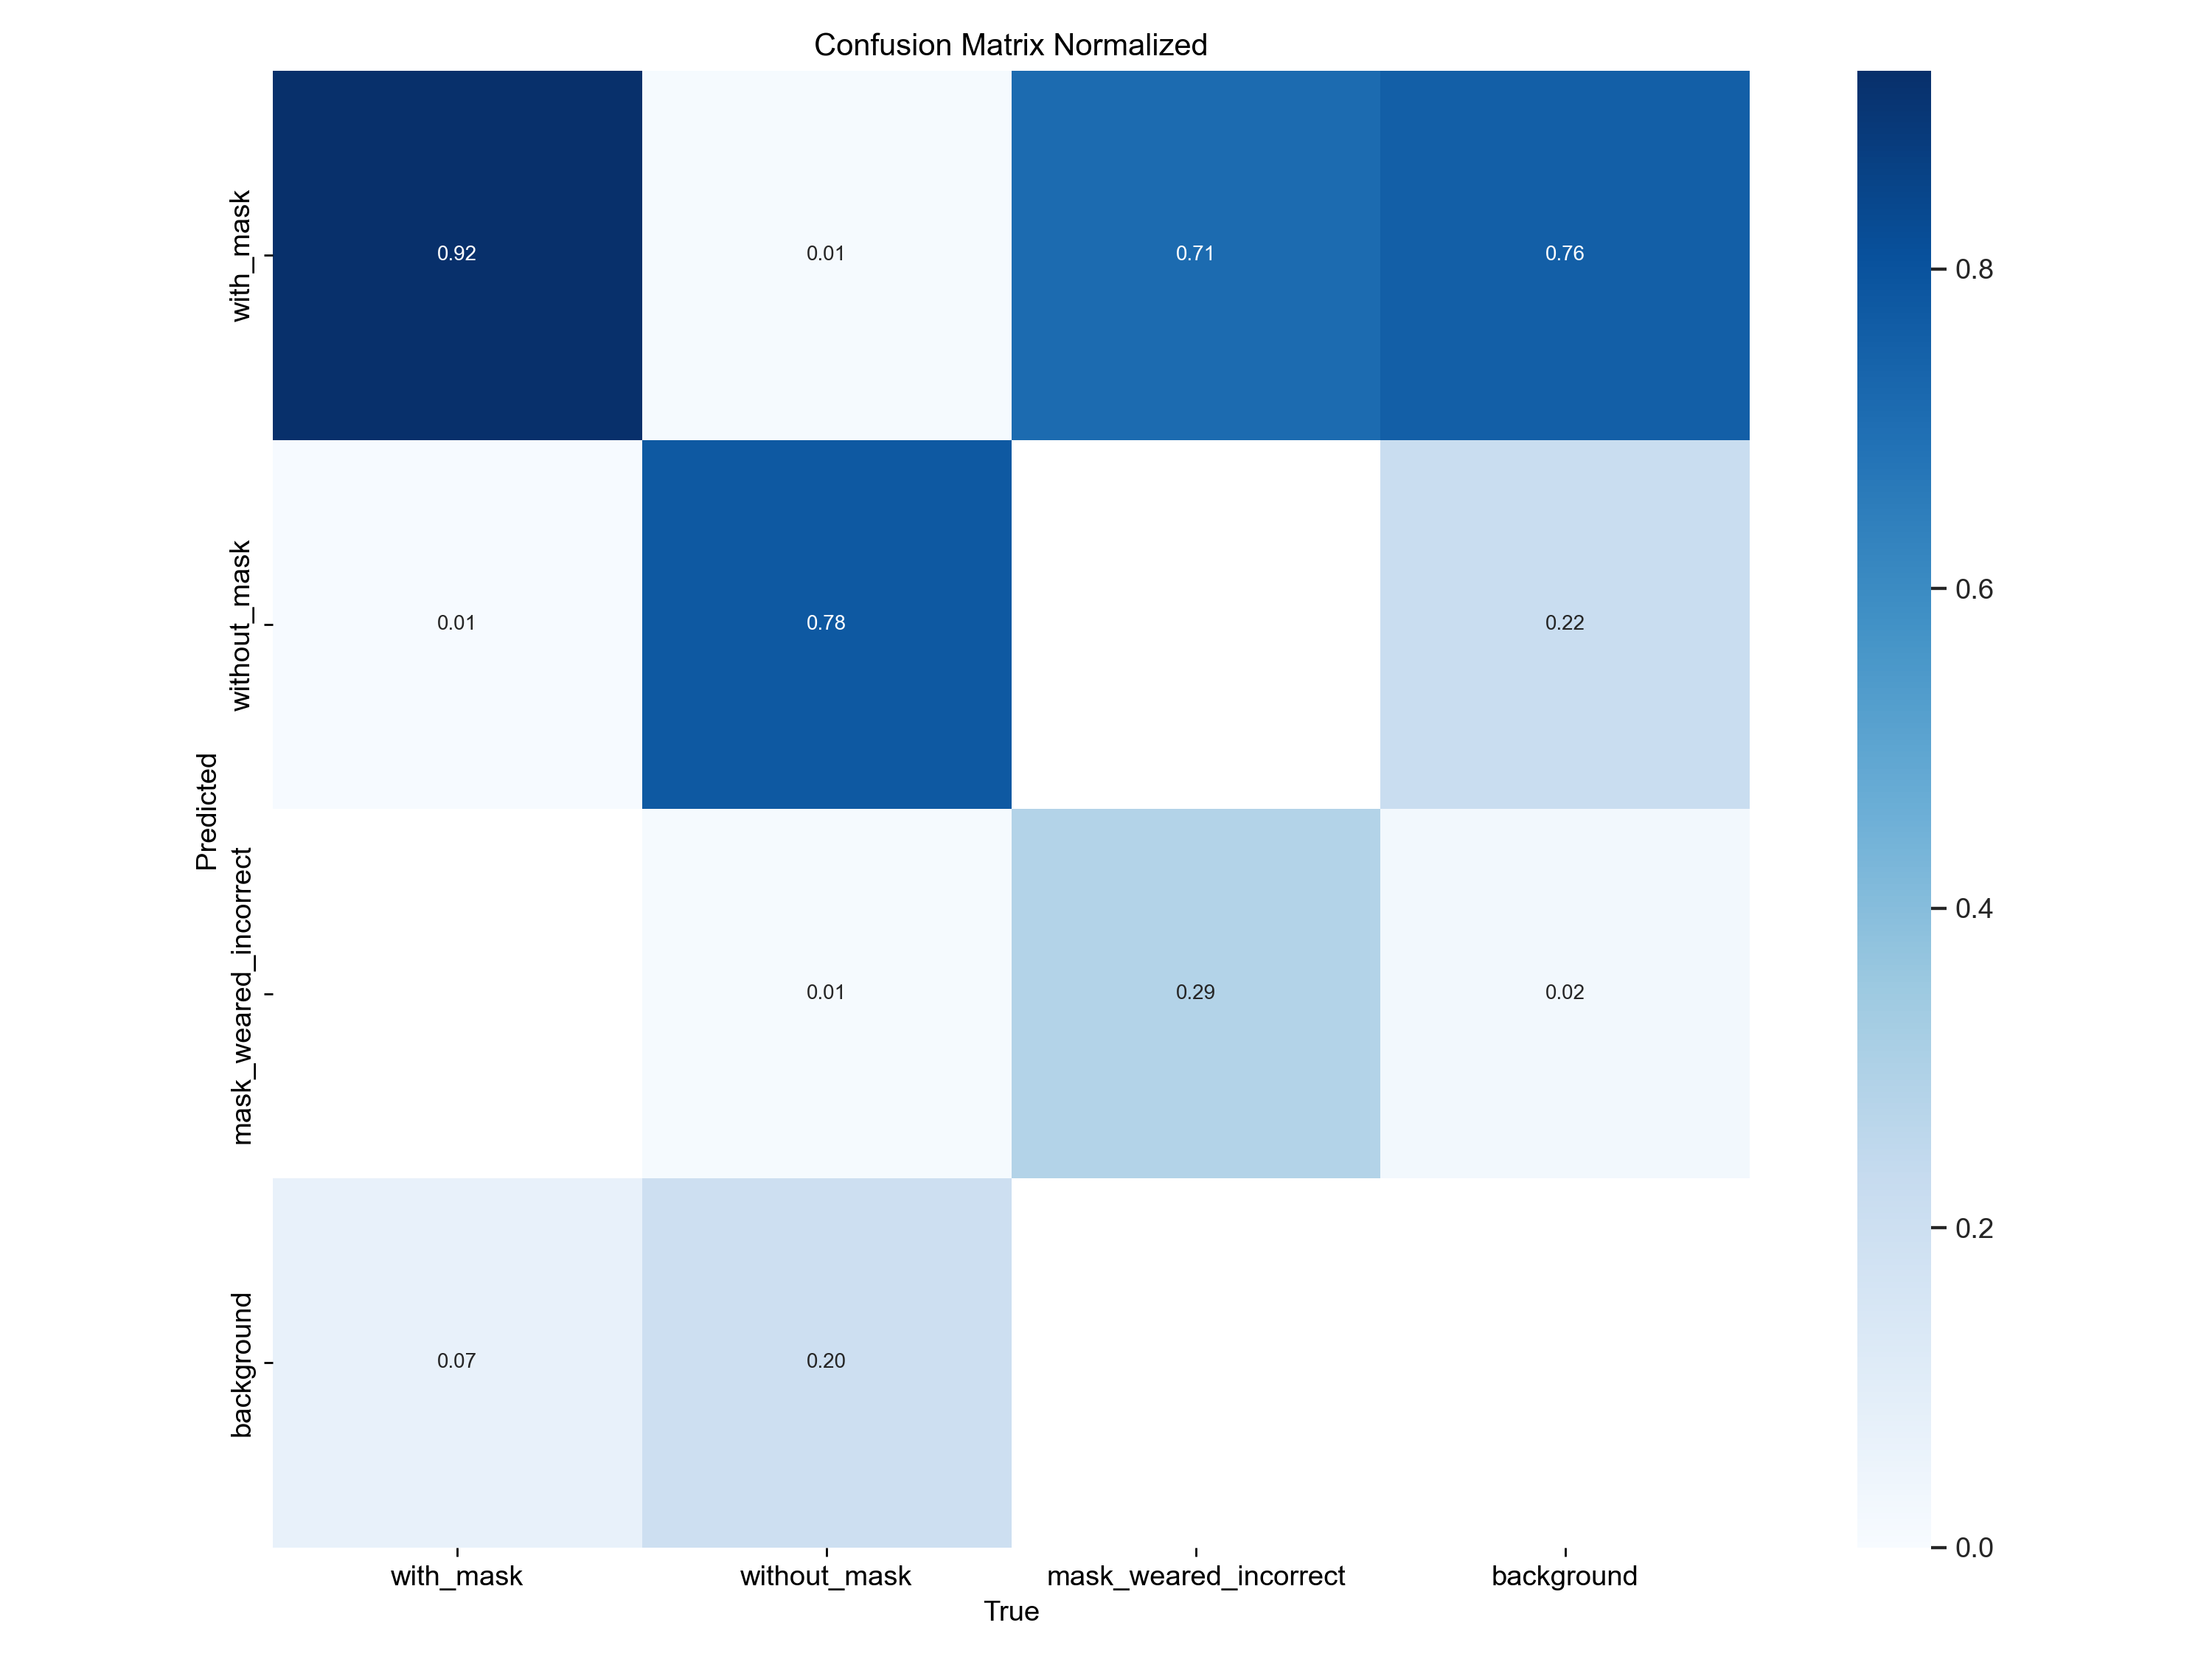 Confusion Matrix Normalized
with_mask
0.92
0.01
0.71
0.76
without_mask
0.01
0.78
0.22
mask_weared_incorrect
0.01
0.29
0.02
background
0.07
0.20
Predicted
with_mask
without_mask
mask_weared_incorrect
background
True
0.8
0.6
0.4
0.2
0.0